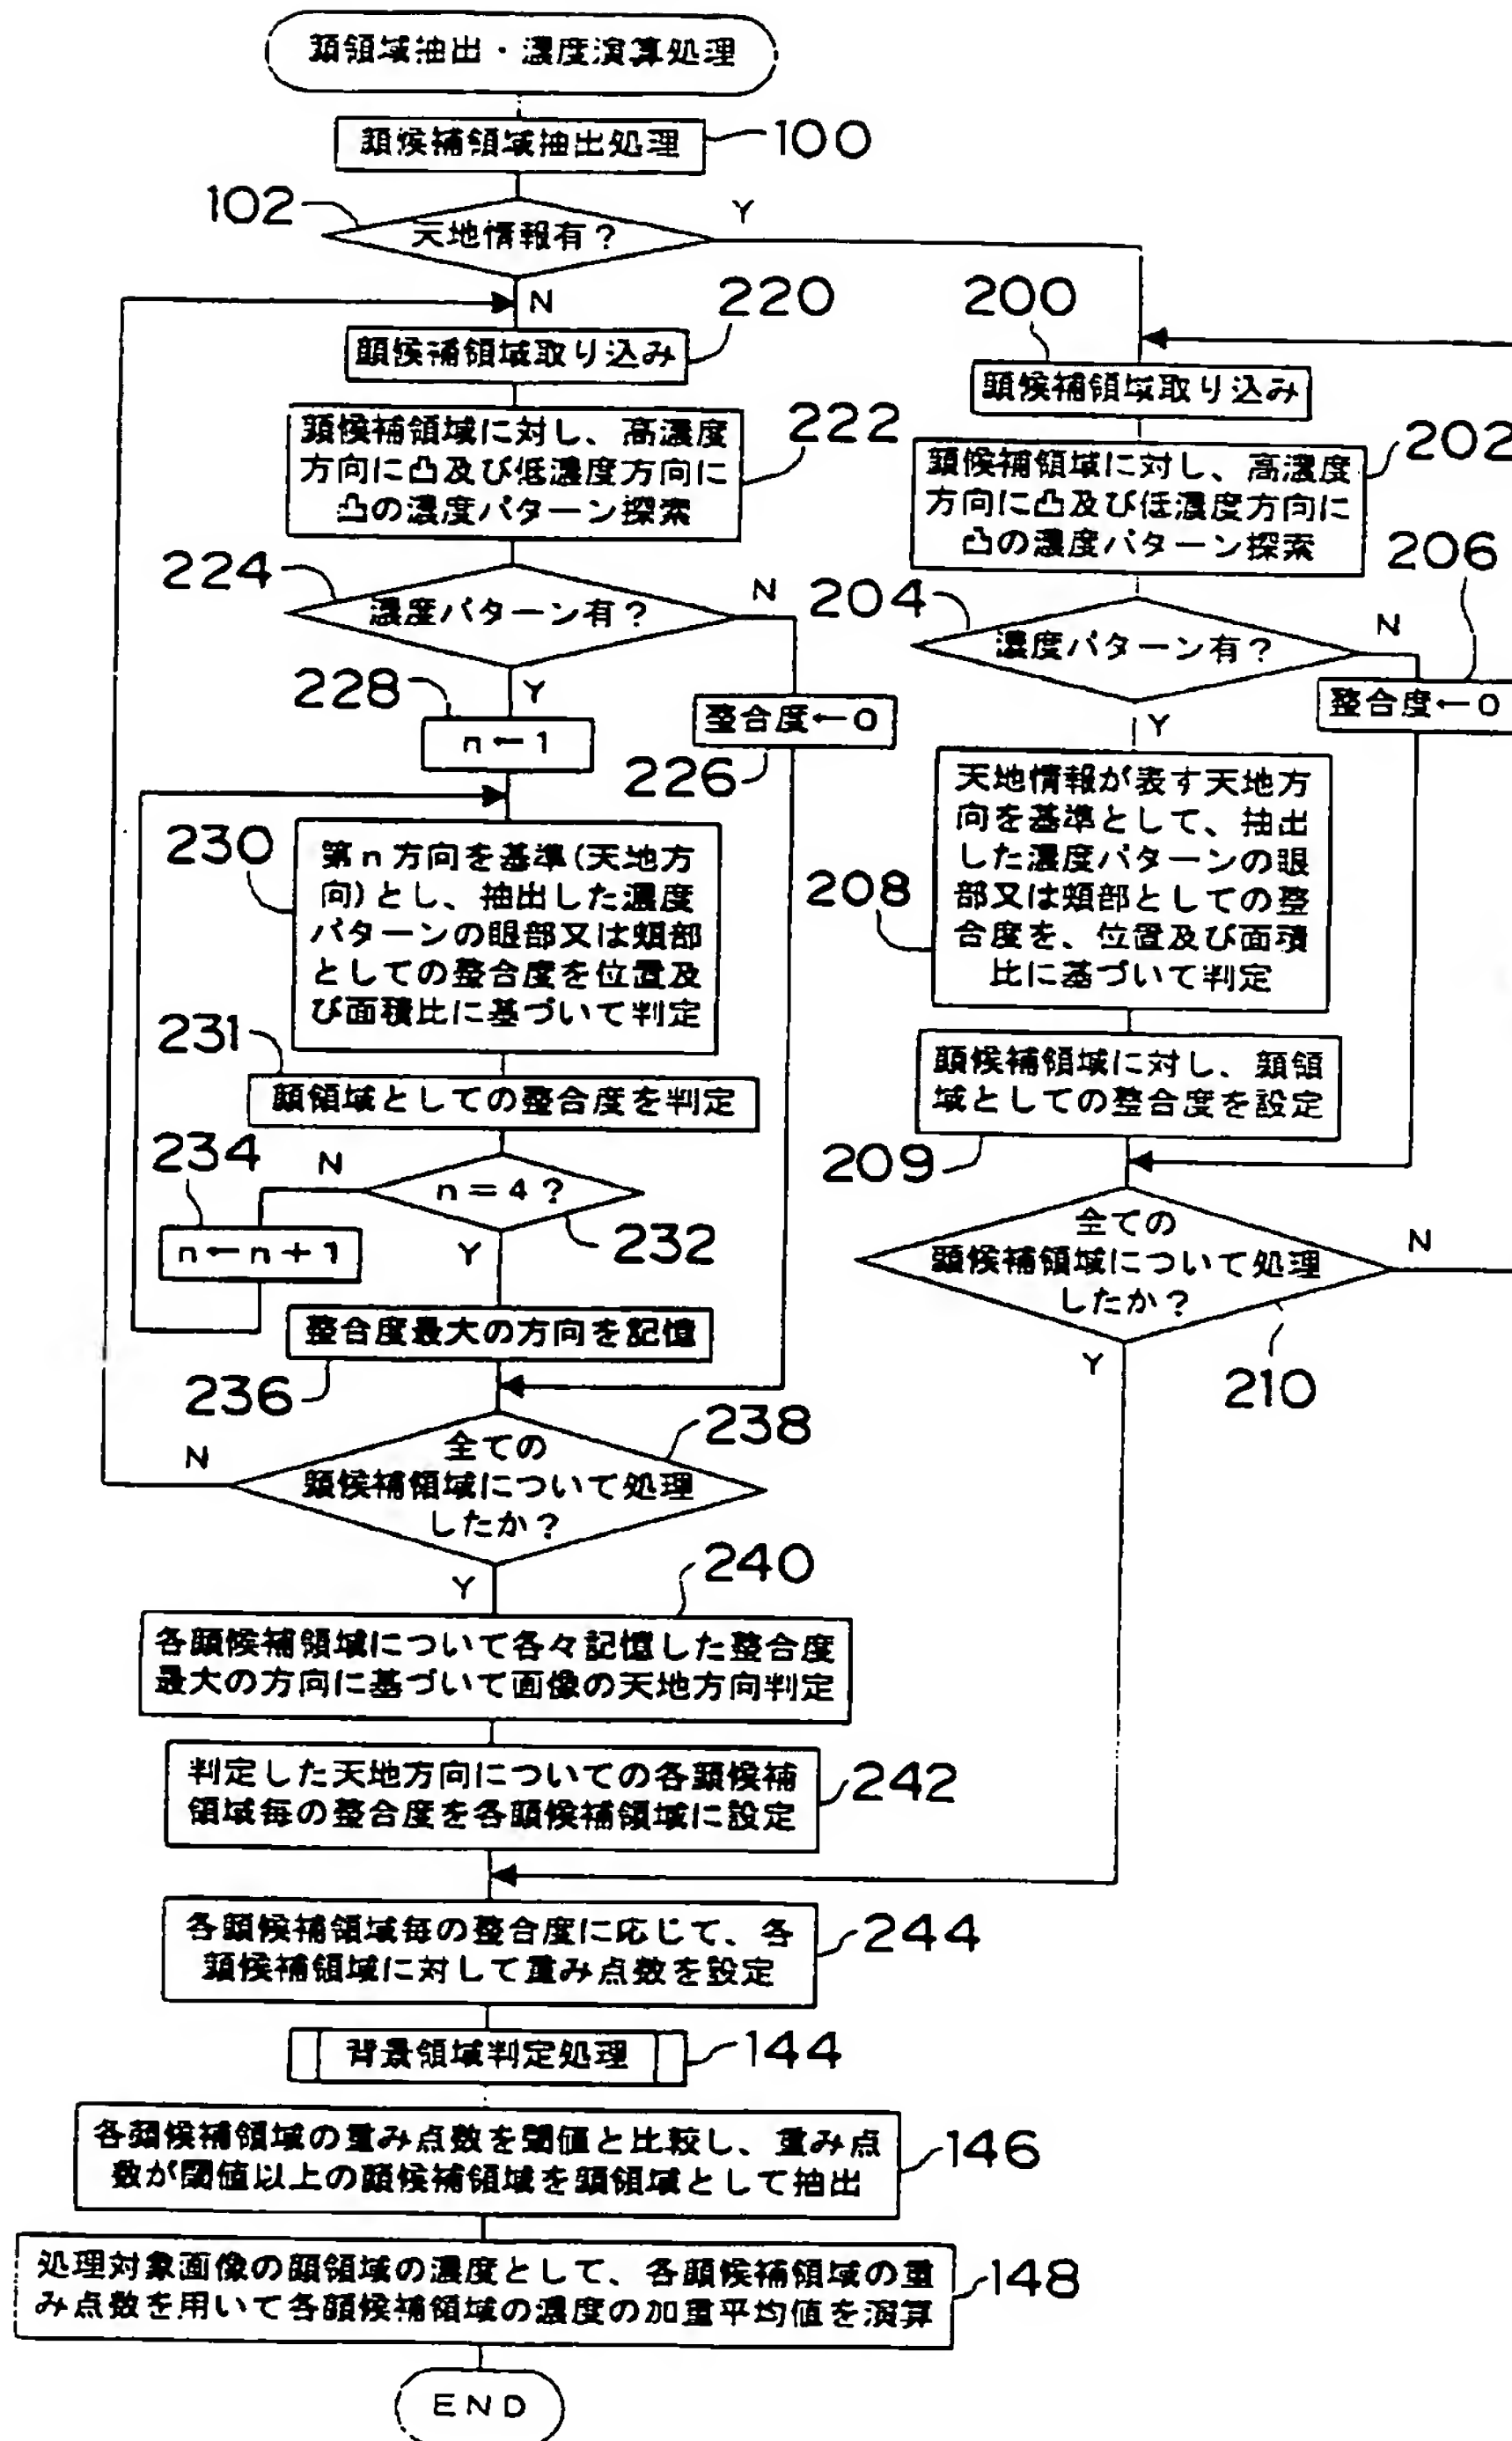 顔領域抽出・濃度演算処理
顔候補領域抽出処理
100
102
天地情報有？
Y
N
220
顔候補領域取り込み
222
顔候補領域に対し、高濃度
方向に凸及び低濃度方向に
凸の濃度パターン探索
224
濃度パターン有？
N
Y
228
n←1
整合度←0
226
230
第n方向を基準(天地方
向)とし、抽出した濃度
パターンの眼部又は頬部
としての整合度を位置及
び面積比に基づいて判定
231
顔領域としての整合度を判定
234
N
n＝4？
232
n←n＋1
Y
整合度最大の方向を記憶
236
238
全ての
顔候補領域について処理
したか？
N
Y
200
顔候補領域取り込み
202
顔候補領域に対し、高濃度
方向に凸及び低濃度方向に
凸の濃度パターン探索
206
204
濃度パターン有？
N
Y
整合度←0
天地情報が表す天地方
向を基準として、抽出
した濃度パターンの眼
部又は頬部としての整
合度を、位置及び面積
比に基づいて判定
208
顔候補領域に対し、顔領
域としての整合度を設定
209
全ての
顔候補領域について処理
したか？
N
Y
210
240
各顔候補領域について各々記憶した整合度
最大の方向に基づいて画像の天地方向判定
判定した天地方向についての各顔候補
領域毎の整合度を各顔候補領域に設定
242
各顔候補領域毎の整合度に応じて、各
顔候補領域に対して重み点数を設定
244
背景領域判定処理
144
各顔候補領域の重み点数を閾値と比較し、重み点
数が閾値以上の顔候補領域を顔領域として抽出
146
処理対象画像の顔領域の濃度として、各顔候補領域の重
み点数を用いて各顔候補領域の濃度の加重平均値を演算
148
END